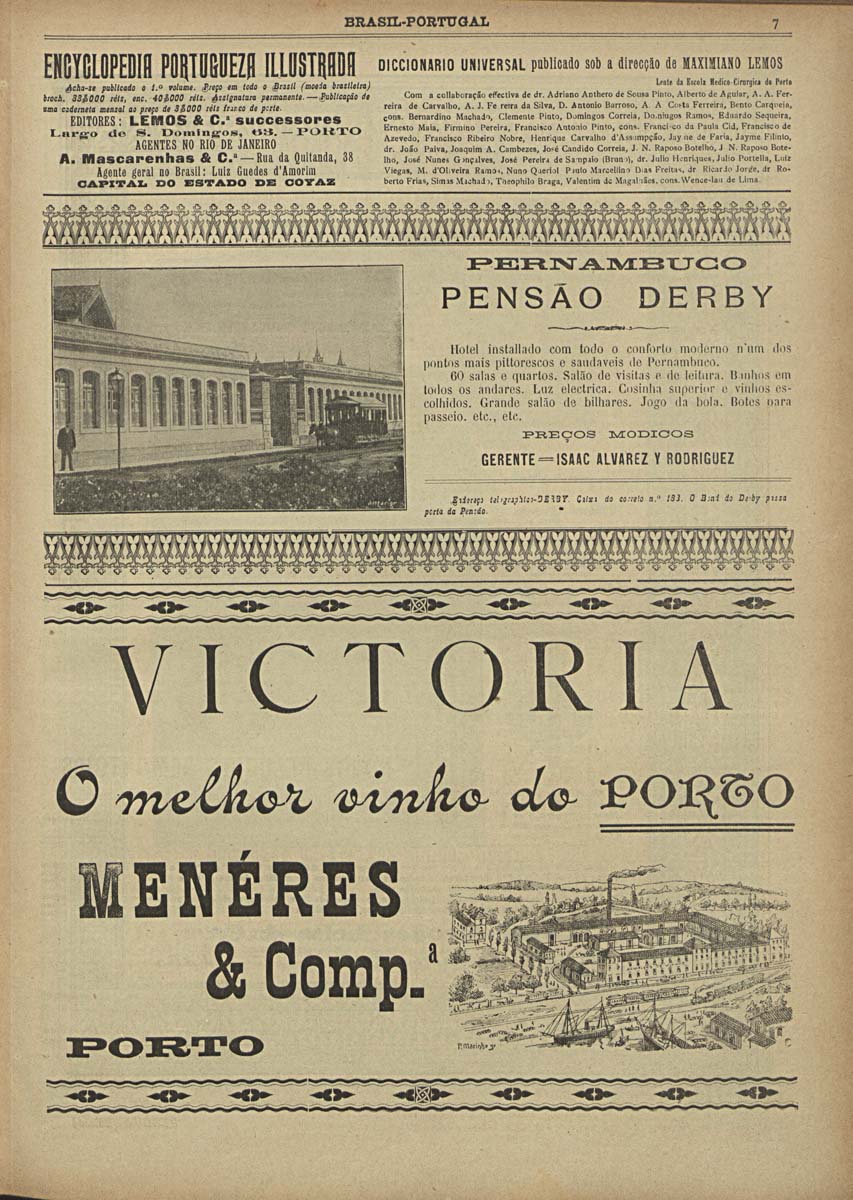 BRASIL-PORTUGAL
7
ENCYCLOPEDIA PORTUGUEZA ILLUSTRADA
Acha-se publicado o 1.º volume. Preço em todo o Brazil (moeda brazileira)
broch. 33$000 réis, enc. 40$000 réis. Assignatura permanente. — Publicação de
uma caderneta mensal ao preço de 3$000 réis franco de porte.
EDITORES: LEMOS & C.ª successores
Largo de S. Domingos, 63. — PORTO
AGENTES NO RIO DE JANEIRO
A. Mascarenhas & C.ª — Rua da Quitanda, 38
Agente geral no Brasil: Luiz Guedes d'Amorim
CAPITAL DO ESTADO DE GOYAZ
DICCIONARIO UNIVERSAL publicado sob a direcção de MAXIMIANO LEMOS
Lente da Escola Medico-Cirurgica do Porto
Com a collaboração effectiva de dr. Adriano Anthero de Sousa Pinto, Alberto de Aguiar, A. A. Fer-
reira de Carvalho, A. J. Fe reira da Silva, D. Antonio Barroso, A. A Costa Ferreira, Bento Carqueja,
cons. Bernardino Machado, Clemente Pinto, Domingos Correia, Domingos Ramos, Eduardo Sequeira,
Ernesto Maia, Firmino Pereira, Francisco Antonio Pinto, cons. Francisco da Paula Cid, Francisco de
Azevedo, Francisco Ribeiro Nobre, Henrique Carvalho d'Assumpção, Jayme de Faria, Jayme Filinto,
dr. João Paiva, Joaquim A. Cambezes, José Candido Correia, J. N. Raposo Botelho, J N. Raposo Bote-
lho, José Nunes Gonçalves, José Pereira de Sampaio (Bruno), dr. Julio Henriques, Julio Portella, Luiz
Viegas, M. d'Oliveira Ramos, Nuno Queriol Paulo Marcellino Dias Freitas, dr Ricardo Jorge, dr Ro-
berto Frias, Simas Machado, Theophilo Braga, Valentim de Magalhães, cons. Wenceslau de Lima.
PERNAMBUCO
PENSÃO DERBY
Hotel installado com todo o conforto moderno n'um dos
pontos mais pittorescos e saudaveis de Pernambuco.
60 salas e quartos. Salão de visitas e de leitura. Banhos em
todos os andares. Luz electrica. Cosinha superior e vinhos es-
colhidos. Grande salão de bilhares. Jogo da bola. Botes para
passeio. etc., etc.
PREÇOS MODICOS
GERENTE=ISAAC ALVAREZ Y RODRIGUEZ
Endereço telegraphico-DERBY. Caixa do correio n.º 183. O Bond do Derby passa
porta da Pensão.
VICTORIA
O melhor vinho do PORTO
MENÉRES
& Comp.ª
PORTO
P. Marinho gr